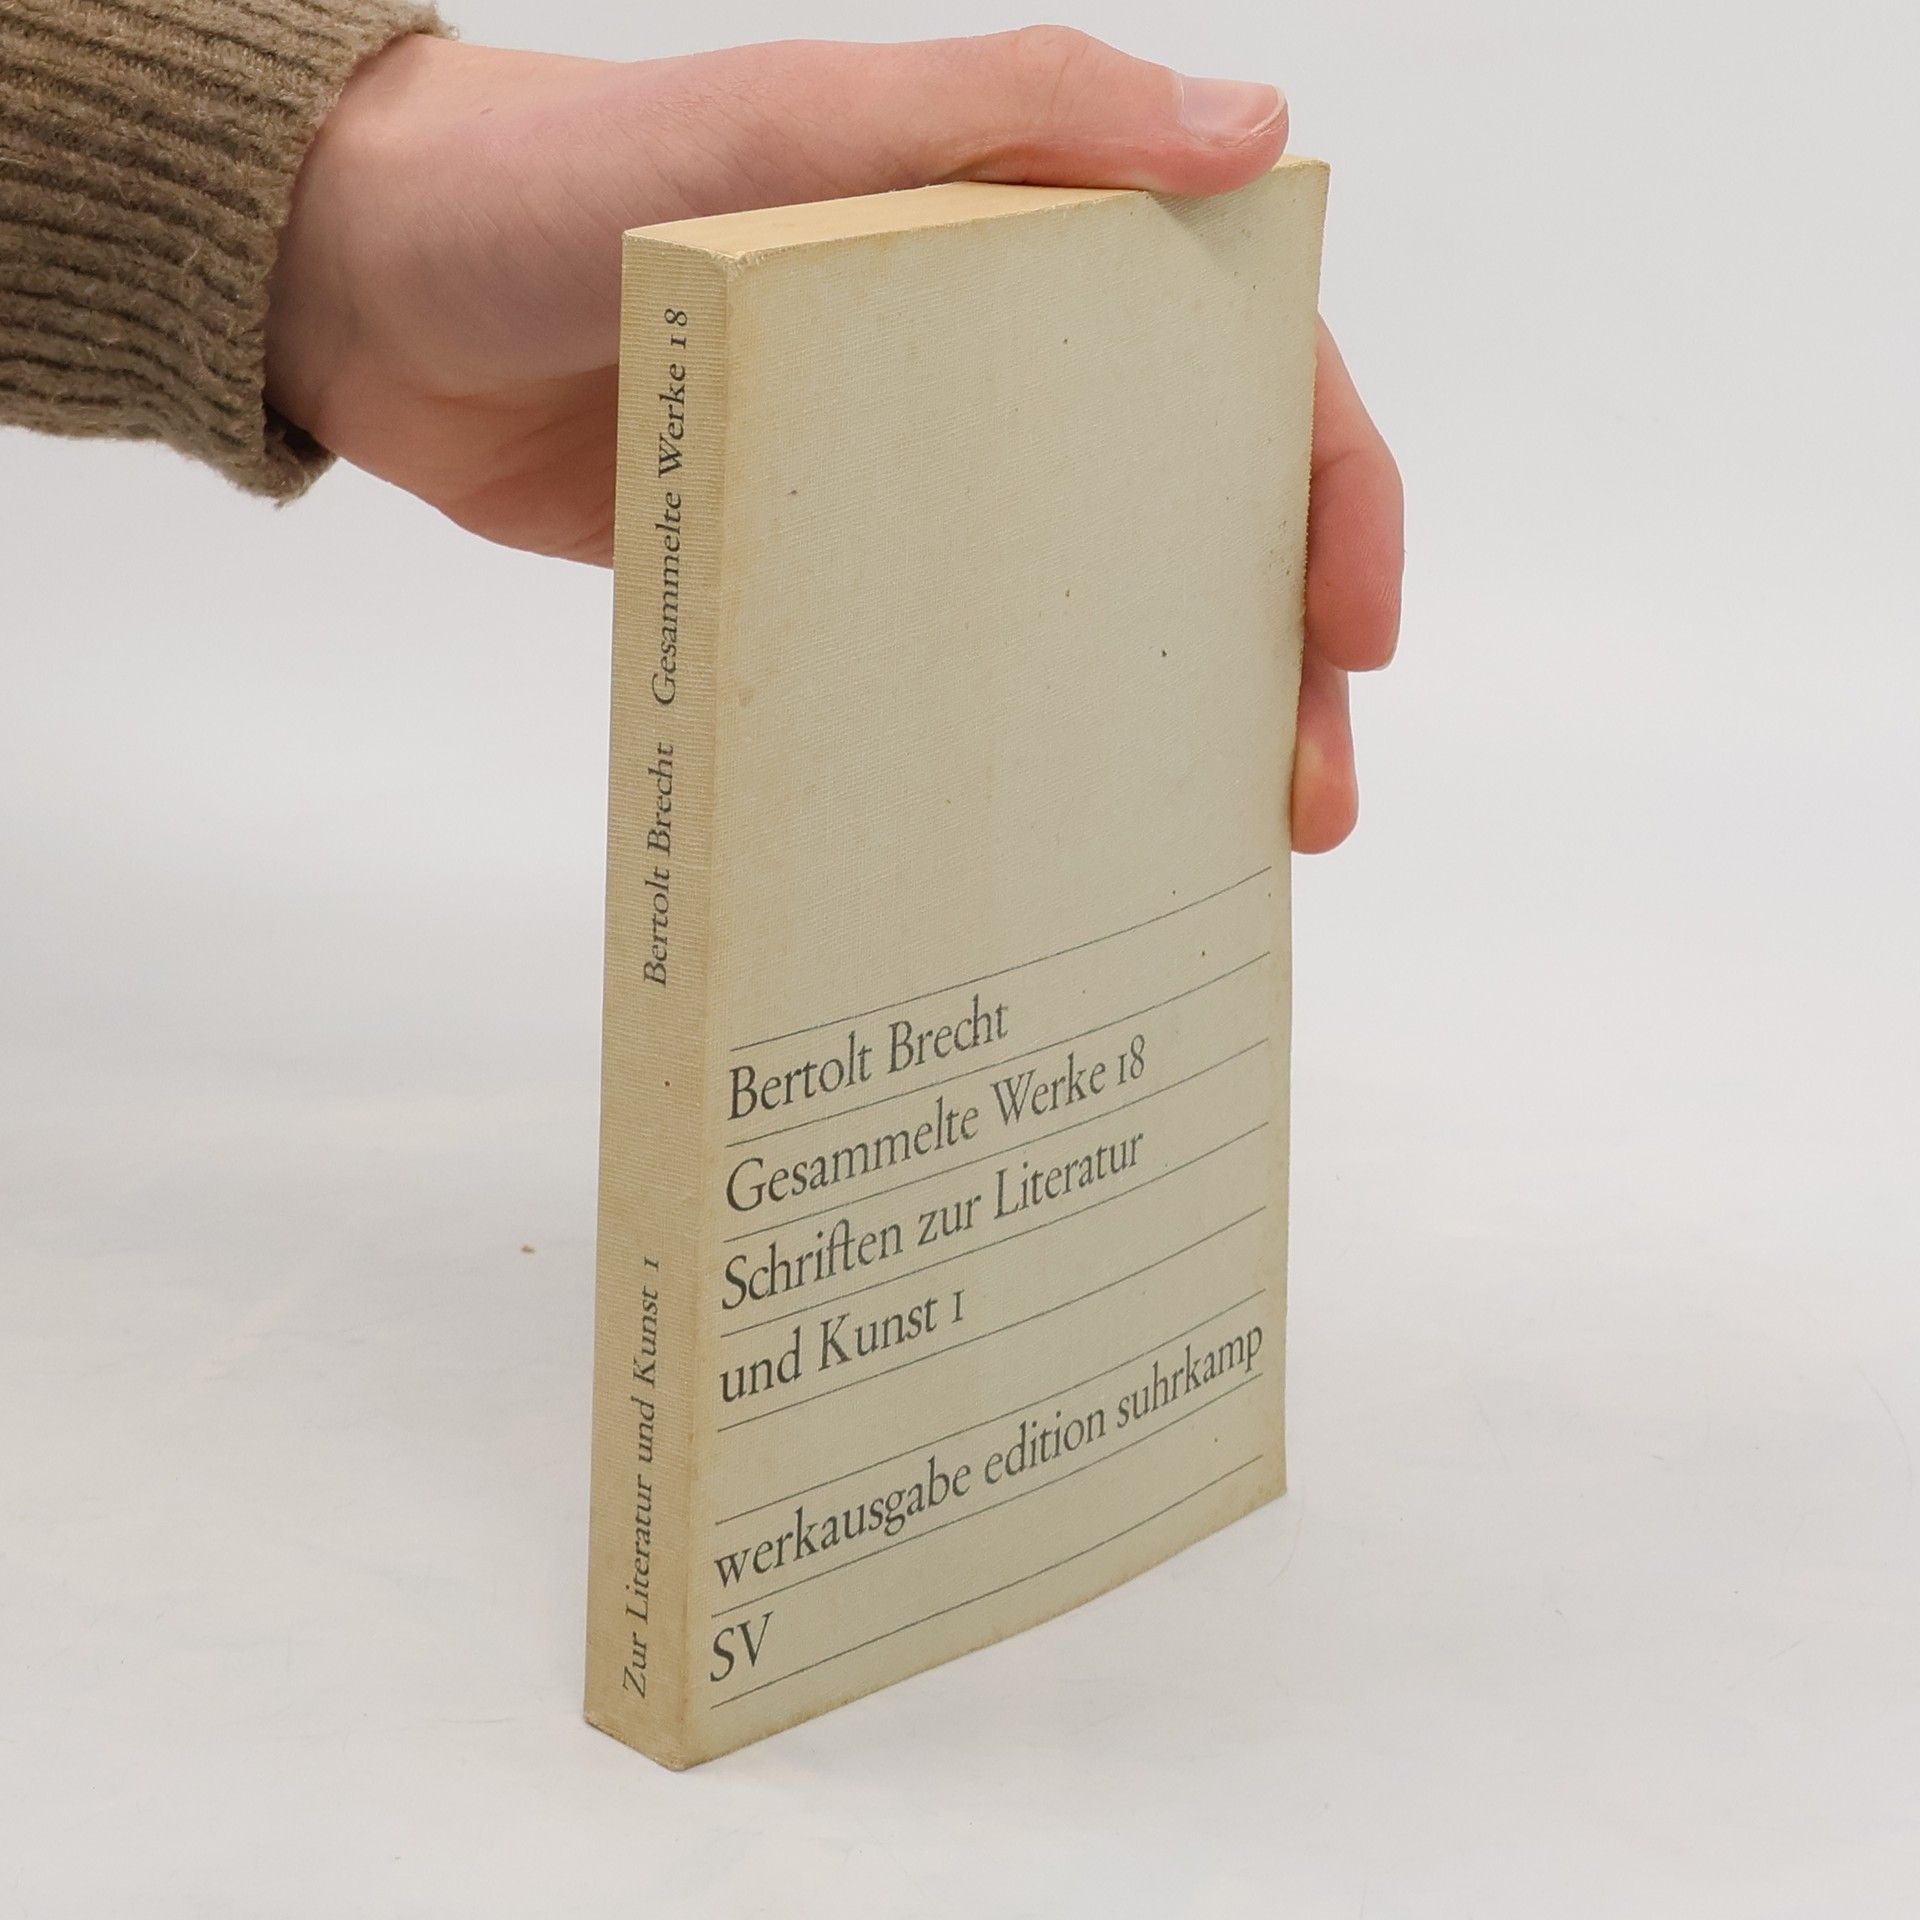 Bertolt Brecht Gesammelte Werke 18
Zur Literatur und Kunst 1
Bertolt Brecht
Gesammelte Werke 18
Schriften zur Literatur
und Kunst 1
werkausgabe edition suhrkamp
SV